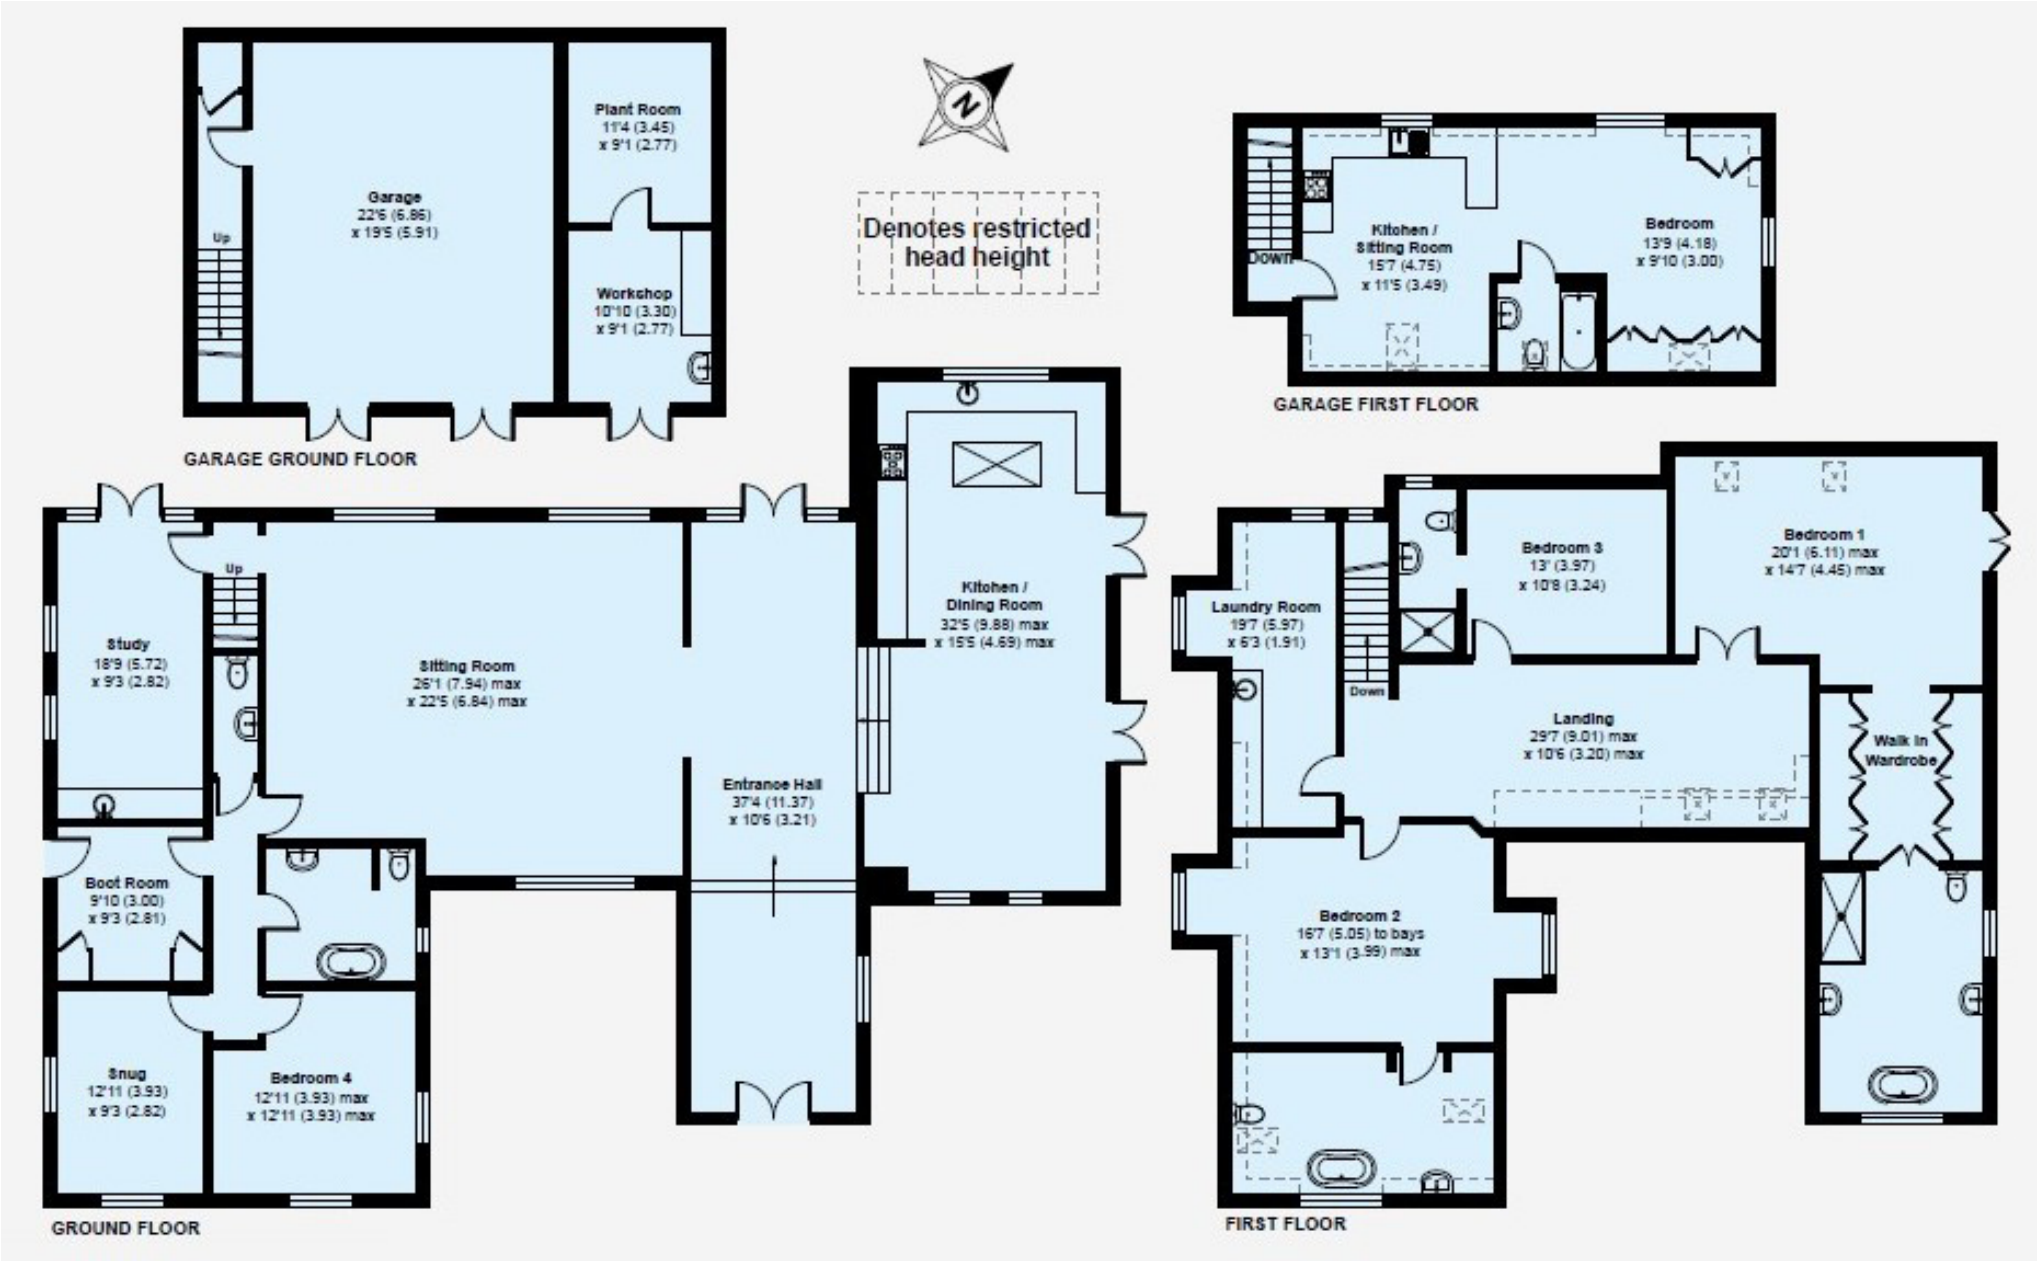 Plant Room
11'4 (3.45)
x 9'1 (2.77)
Garage
22'6 (6.86)
x 19'5 (5.91)
Up
Workshop
10'10 (3.30)
x 9'1 (2.77)
GARAGE GROUND FLOOR
N
Denotes restricted
head height
Kitchen /
Sitting Room
15'7 (4.75)
x 11'5 (3.49)
Bedroom
13'9 (4.18)
x 9'10 (3.00)
Down
GARAGE FIRST FLOOR
Up
Study
18'9 (5.72)
x 9'3 (2.82)
Sitting Room
26'1 (7.94) max
x 22'5 (6.84) max
Kitchen /
Dining Room
32'5 (9.88) max
x 15'5 (4.69) max
Entrance Hall
37'4 (11.37)
x 10'6 (3.21)
Boot Room
9'10 (3.00)
x 9'3 (2.81)
Snug
12'11 (3.93)
x 9'3 (2.82)
Bedroom 4
12'11 (3.93) max
x 12'11 (3.93) max
GROUND FLOOR
Bedroom 1
20'1 (6.11) max
x 14'7 (4.45) max
Bedroom 3
13' (3.97)
x 10'8 (3.24)
Laundry Room
19'7 (5.97)
x 6'3 (1.91)
Down
Landing
29'7 (9.01) max
x 10'6 (3.20) max
Walk In
Wardrobe
Bedroom 2
16'7 (5.05) to bays
x 13'1 (3.99) max
FIRST FLOOR